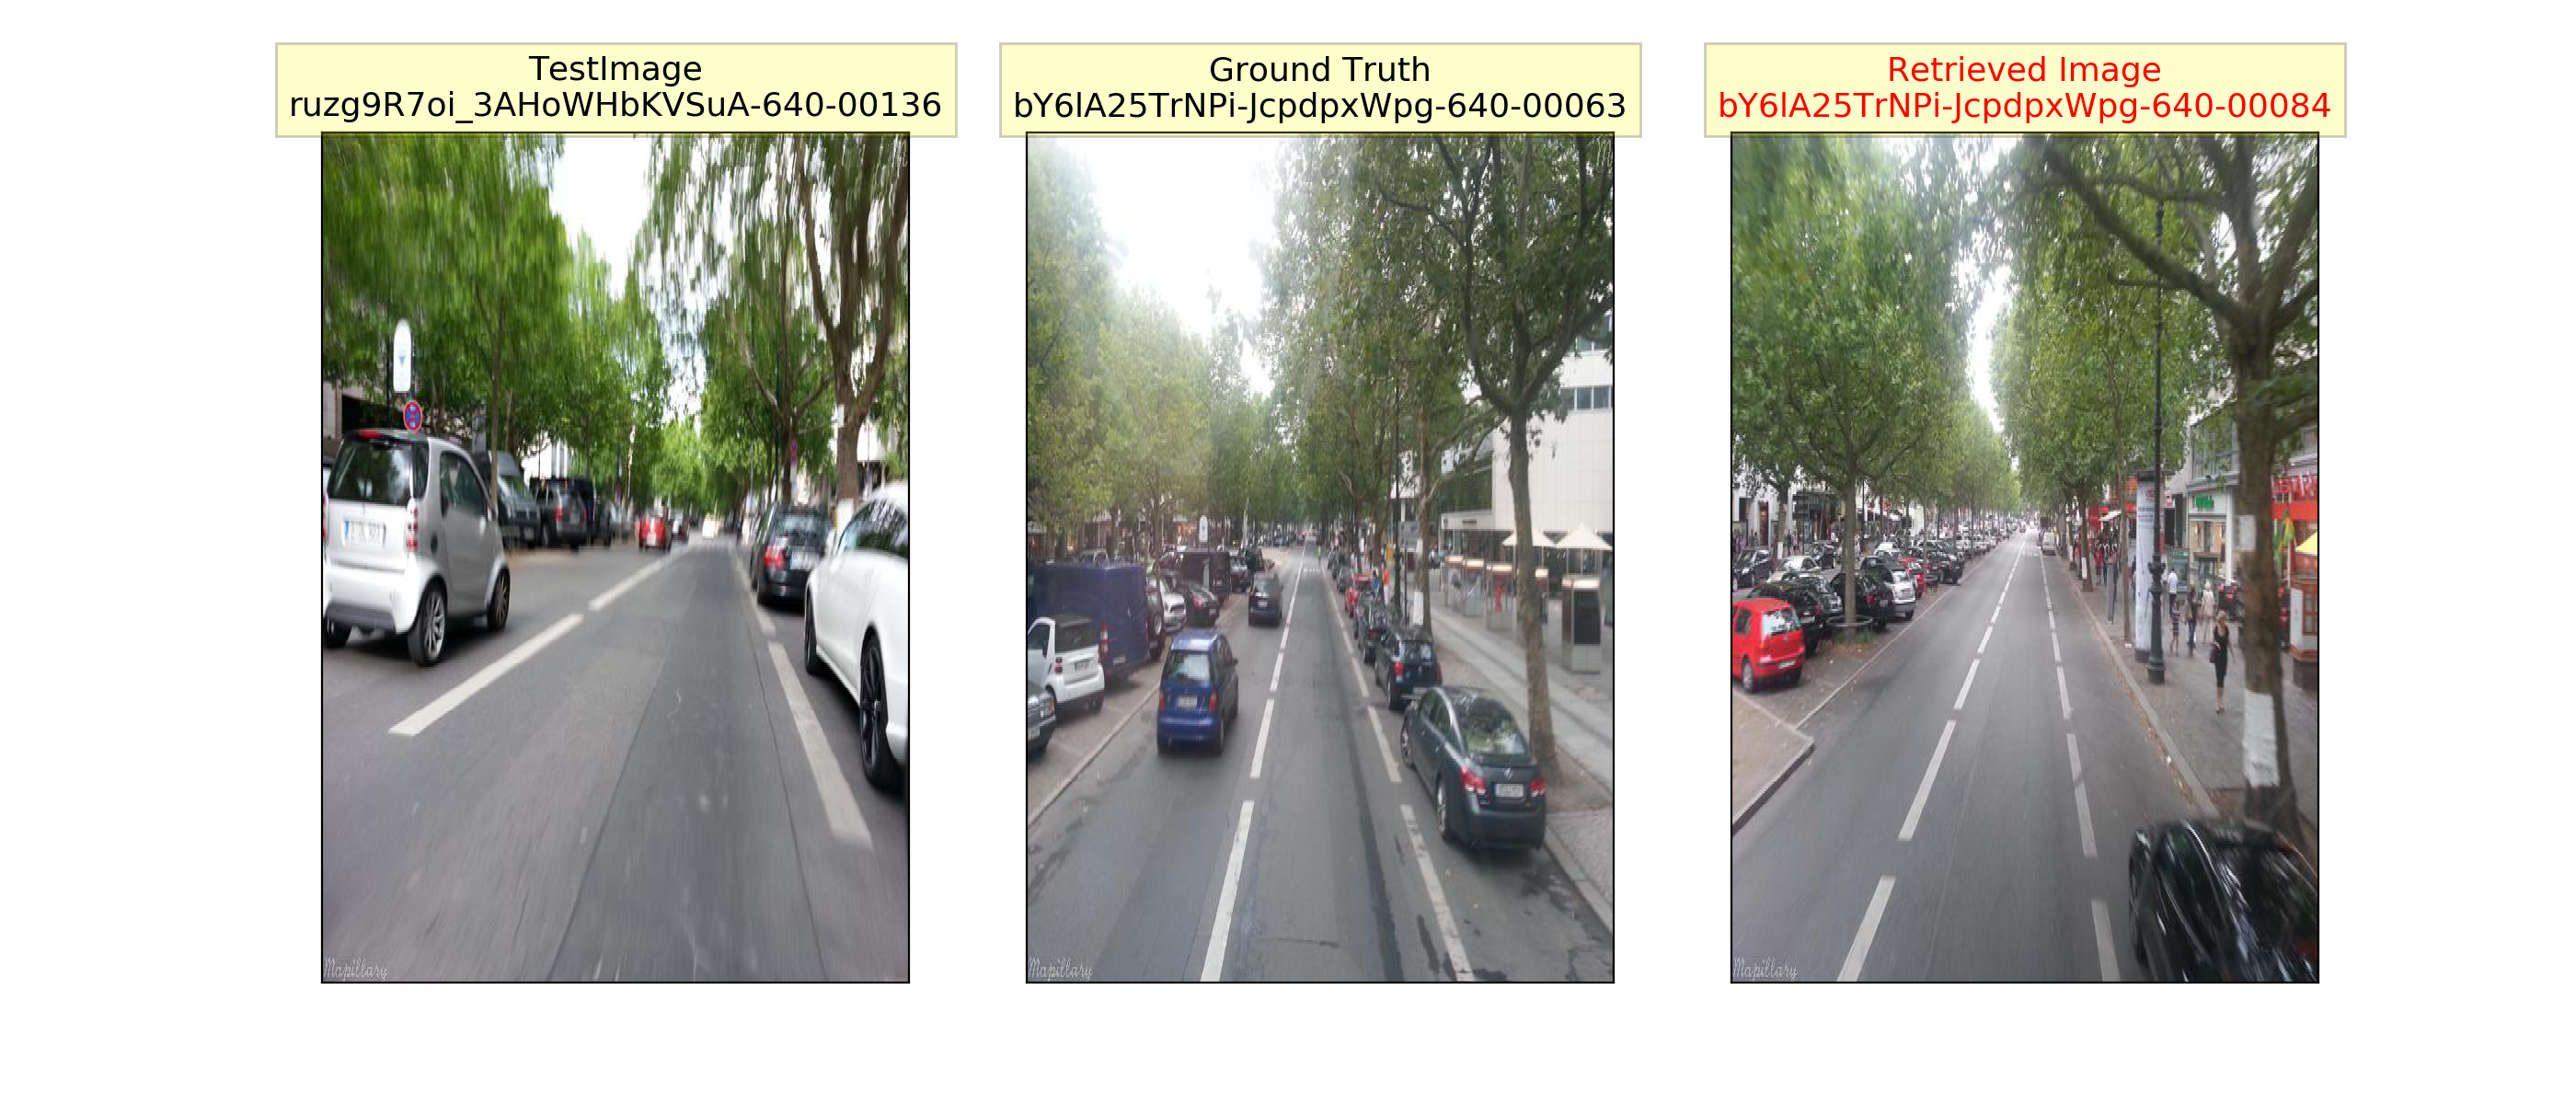 TestImage
ruzg9R7oi_3AHoWHbKVSuA-640-00136
Ground Truth
bY6lA25TrNPi-JcpdpxWpg-640-00063
Retrieved Image
bY6lA25TrNPi-JcpdpxWpg-640-00084
Mapillary
Mapillary
Mapillary